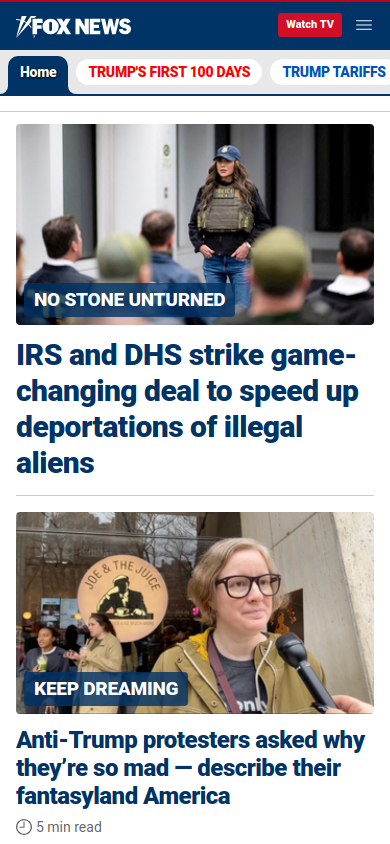 FOX NEWS
Watch TV
Home
TRUMP'S FIRST 100 DAYS
TRUMP TARIFFS
POLICE
NO STONE UNTURNED
IRS and DHS strike game-
changing deal to speed up
deportations of illegal
aliens
JOE & THE JUICE
KEEP DREAMING
Anti-Trump protesters asked why
they’re so mad — describe their
fantasyland America
5 min read